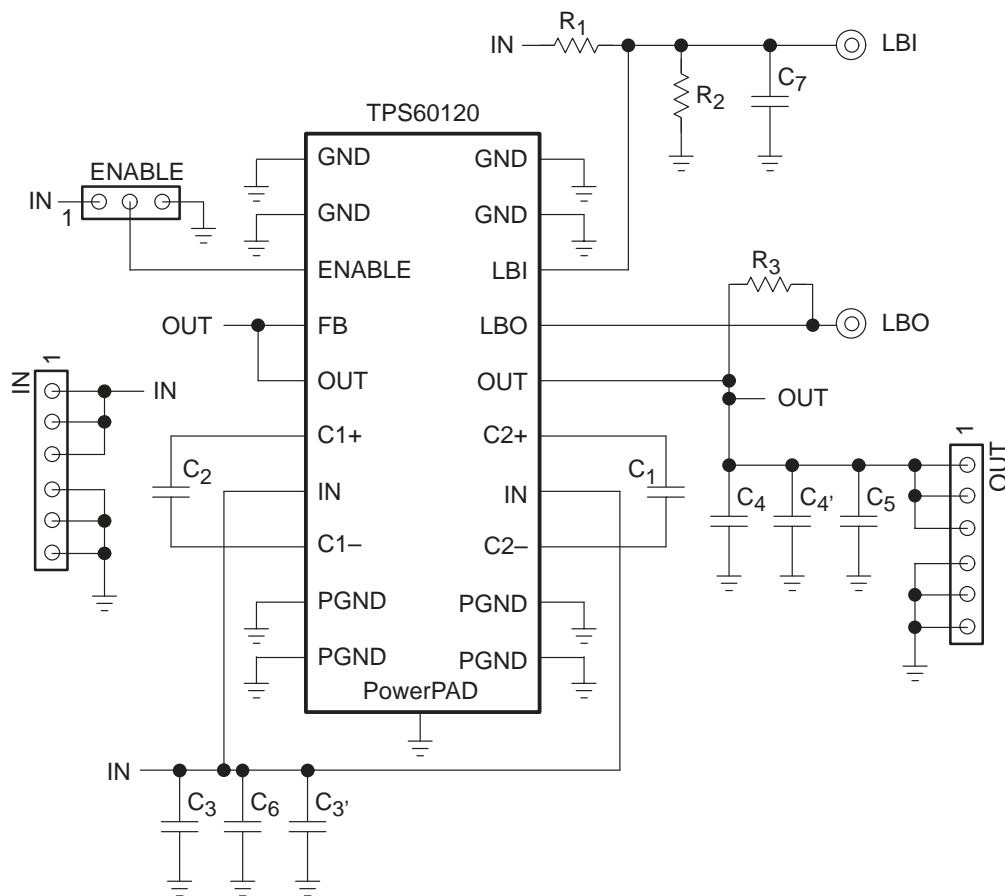 IN
R1
LBI
R2
C7
TPS60120
GND
GND
ENABLE
IN
1
GND
GND
ENABLE
LBI
R3
OUT
FB
LBO
LBO
OUT
OUT
OUT
IN
1
IN
C1+
C2+
C2
C1
IN
IN
C1–
C2–
C4
C4'
C5
1
OUT
PGND
PGND
PGND
PGND
PowerPAD
IN
C3
C6
C3'